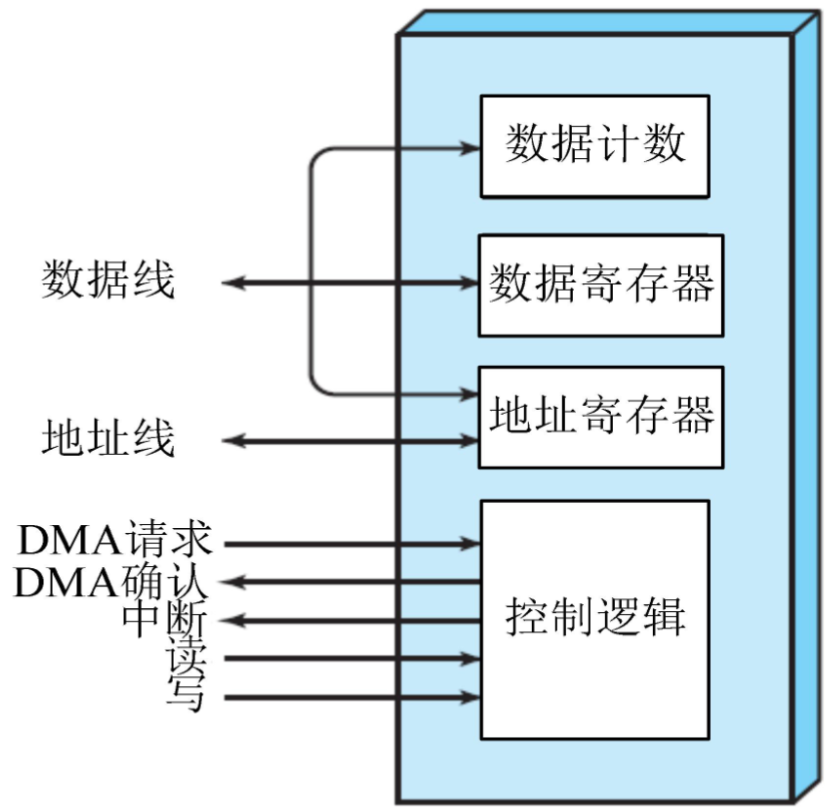 数据计数
数据线
数据寄存器
地址寄存器
地址线
DMA请求
DMA确认
中断
读
写
控制逻辑